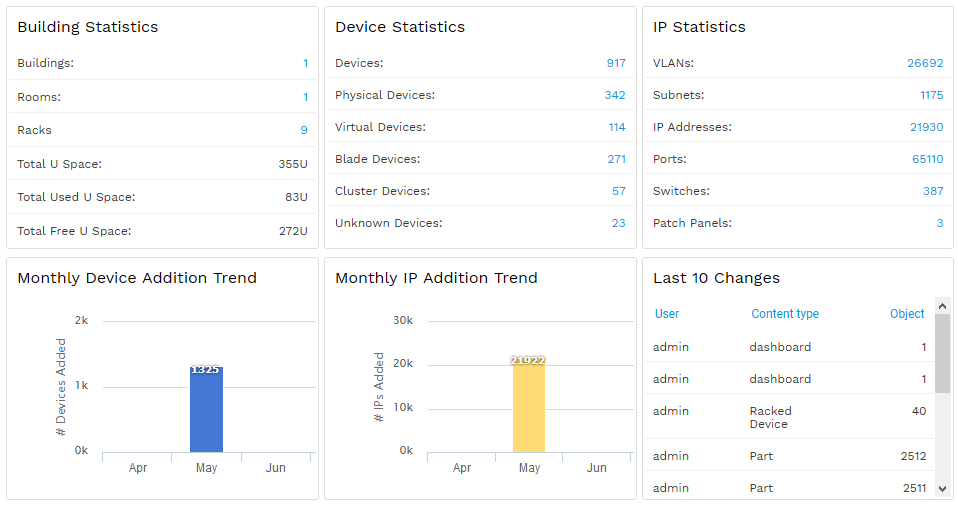 Building Statistics
Buildings: 1
Rooms: 1
Racks 9
Total U Space: 355U
Total Used U Space: 83U
Total Free U Space: 272U
Device Statistics
Devices: 917
Physical Devices: 342
Virtual Devices: 114
Blade Devices: 271
Cluster Devices: 57
Unknown Devices: 23
IP Statistics
VLANs: 26692
Subnets: 1175
IP Addresses: 21930
Ports: 65110
Switches: 387
Patch Panels: 3
Monthly Device Addition Trend
# Devices Added
2k
1k
0k
1325
Apr May Jun
Monthly IP Addition Trend
# IPs Added
30k
20k
10k
0k
21922
Apr May Jun
Last 10 Changes
User Content type Object
admin dashboard 1
admin dashboard 1
admin Racked 40
Device
admin Part 2512
admin Part 2511